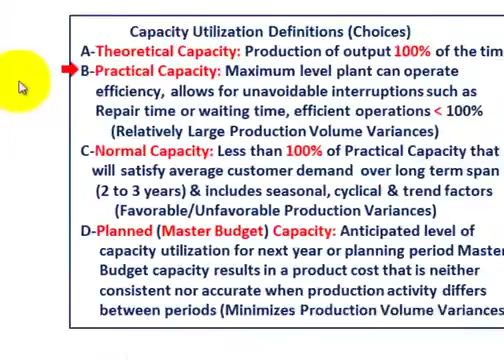 Capacity Utilization Definitions (Choices)
A-Theoretical Capacity: Production of output 100% of the tim
B-Practical Capacity: Maximum level plant can operate
efficiency, allows for unavoidable interruptions such as
Repair time or waiting time, efficient operations < 100%
(Relatively Large Production Volume Variances)
C-Normal Capacity: Less than 100% of Practical Capacity that
will satisfy average customer demand over long term span
(2 to 3 years) & includes seasonal, cyclical & trend factors
(Favorable/Unfavorable Production Variances)
D-Planned (Master Budget) Capacity: Anticipated level of
capacity utilization for next year or planning period Master
Budget capacity results in a product cost that is neither
consistent nor accurate when production activity differs
between periods (Minimizes Production Volume Variances